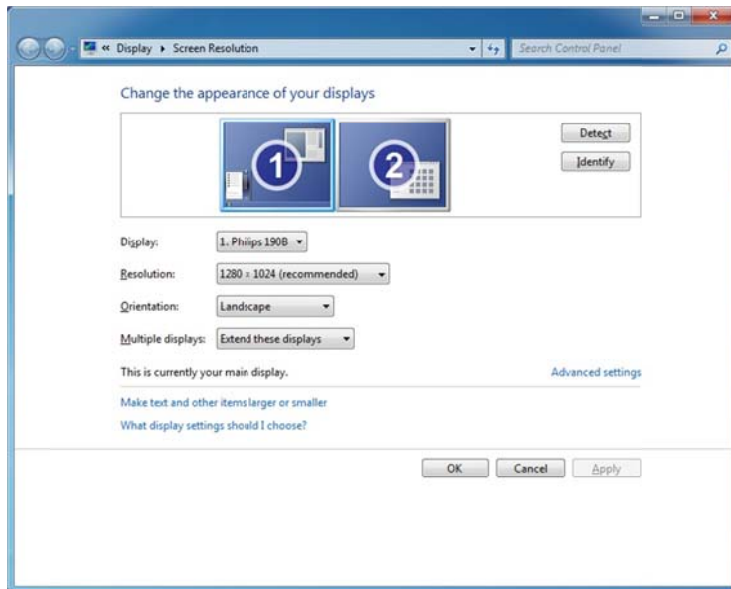 « Display ▸ Screen Resolution
Search Control Panel
Change the appearance of your displays
1
2
Detect
Identify
Display: 1. Philips 190B
Resolution: 1280 x 1024 (recommended)
Orientation: Landscape
Multiple displays: Extend these displays
This is currently your main display. Advanced settings
Make text and other items larger or smaller
What display settings should I choose?
OK Cancel Apply